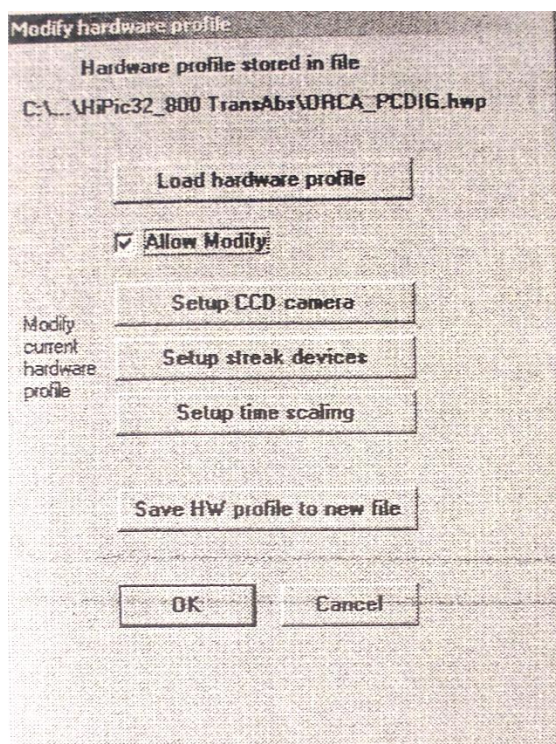 Modify hardware profile
Hardware profile stored in file
C:\...\HiPic32_800 TransAbs\ORCA_PCDIG.hwp
Load hardware profile
Allow Modify
Modify
current
hardware
profile
Setup CCD camera
Setup streak devices
Setup time scaling
Save HW profile to new file
OK
Cancel